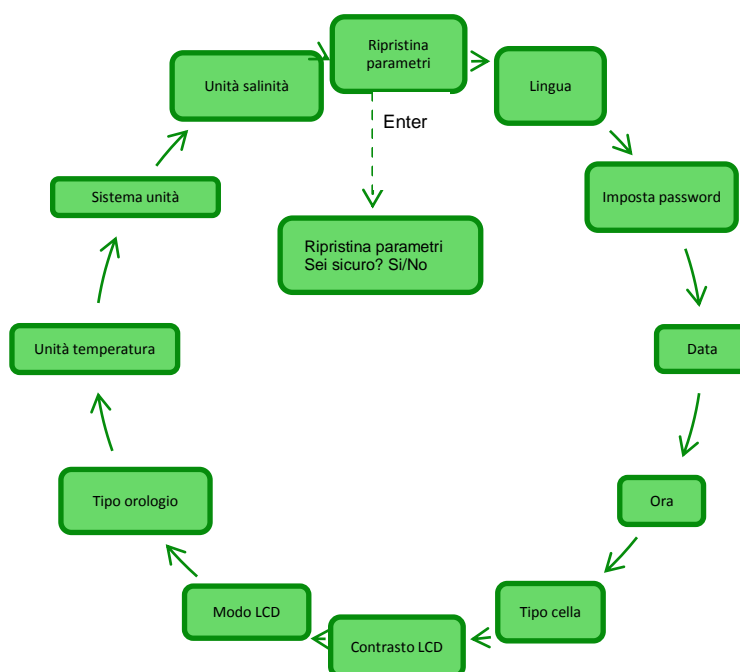 Ripristina
parametri
Unità salinità
Lingua
Enter
Imposta password
Sistema unità
Ripristina parametri
Sei sicuro? Si/No
Unità temperatura
Data
Tipo orologio
Ora
Modo LCD
Tipo cella
Contrasto LCD